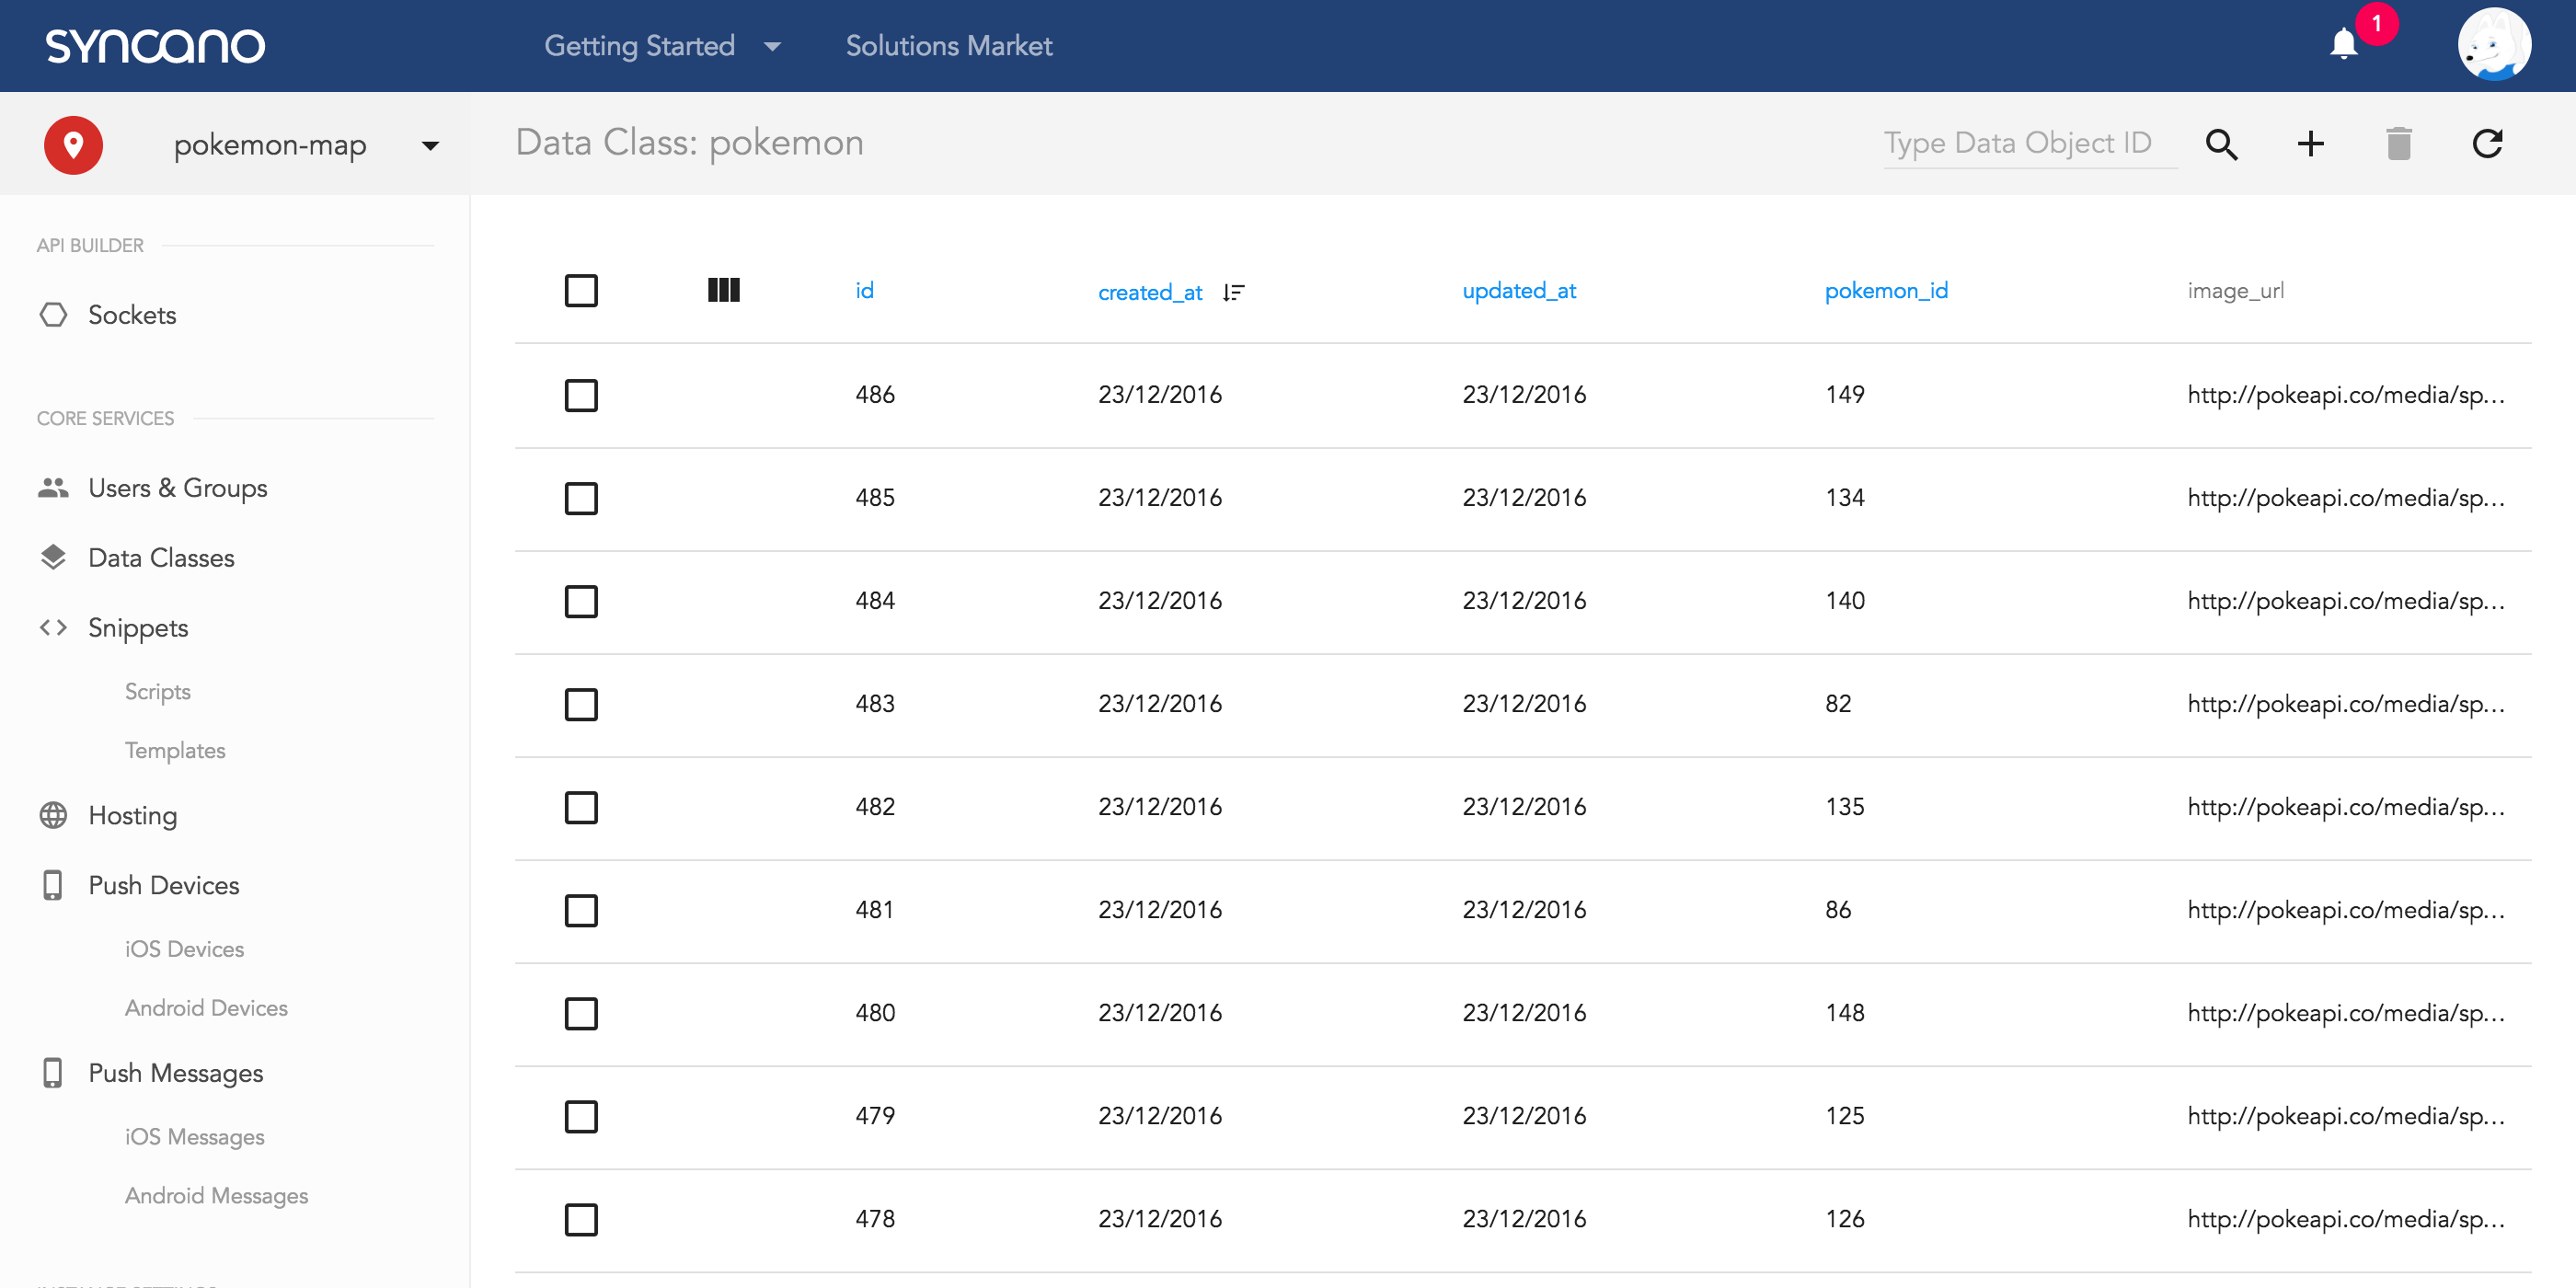 syncano
Getting Started
Solutions Market
1
pokemon-map
Data Class: pokemon
Type Data Object ID
API BUILDER
Sockets
CORE SERVICES
Users & Groups
Data Classes
Snippets
Scripts
Templates
Hosting
Push Devices
iOS Devices
Android Devices
Push Messages
iOS Messages
Android Messages
INSTANCE SETTINGS
id created_at updated_at pokemon_id image_url
486 23/12/2016 23/12/2016 149 http://pokeapi.co/media/sp...
485 23/12/2016 23/12/2016 134 http://pokeapi.co/media/sp...
484 23/12/2016 23/12/2016 140 http://pokeapi.co/media/sp...
483 23/12/2016 23/12/2016 82 http://pokeapi.co/media/sp...
482 23/12/2016 23/12/2016 135 http://pokeapi.co/media/sp...
481 23/12/2016 23/12/2016 86 http://pokeapi.co/media/sp...
480 23/12/2016 23/12/2016 148 http://pokeapi.co/media/sp...
479 23/12/2016 23/12/2016 125 http://pokeapi.co/media/sp...
478 23/12/2016 23/12/2016 126 http://pokeapi.co/media/sp...